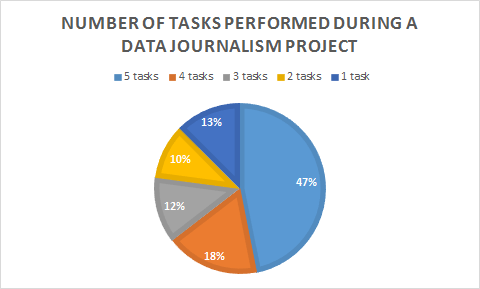 NUMBER OF TASKS PERFORMED DURING A
DATA JOURNALISM PROJECT
5 tasks 4 tasks 3 tasks 2 tasks 1 task
13%
10%
47%
12%
18%